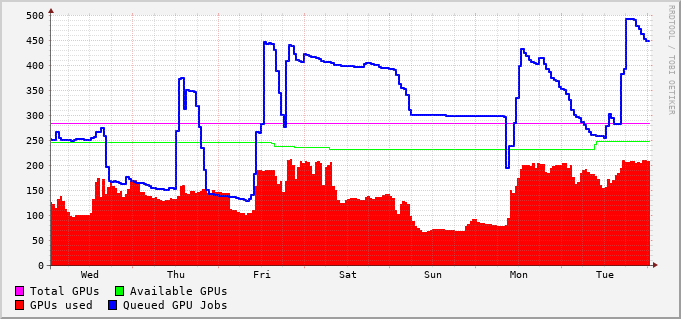 RRDTOOL / TOBI OETIKER
500
450
400
350
300
250
200
150
100
50
0
Wed Thu Fri Sat Sun Mon Tue
Total GPUs Available GPUs
GPUs used Queued GPU Jobs